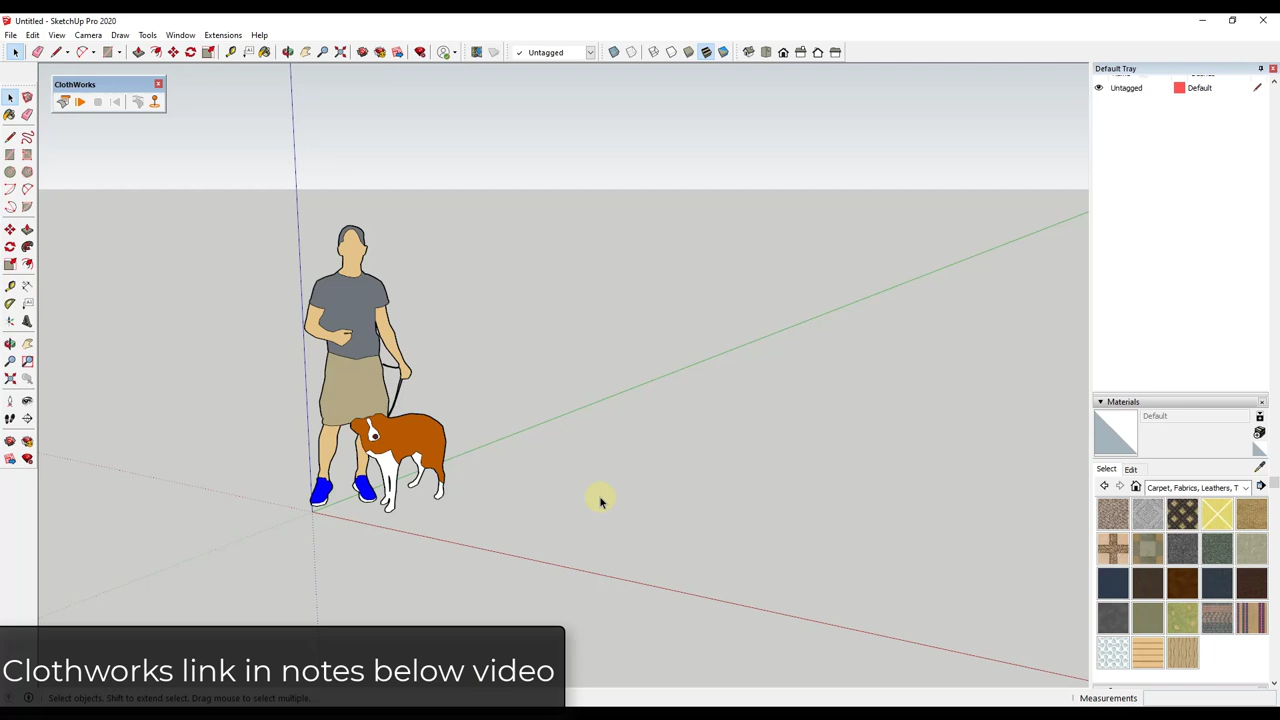 Untitled - SketchUp Pro 2020
File Edit View Camera Draw Tools Window Extensions Help
Untagged
Default Tray
ClothWorks
Untagged Default
Materials
Default
Select Edit
Carpet, Fabrics, Leathers, T
Clothworks link in notes below video
Select objects. Shift to extend select. Drag mouse to select multiple.
Measurements